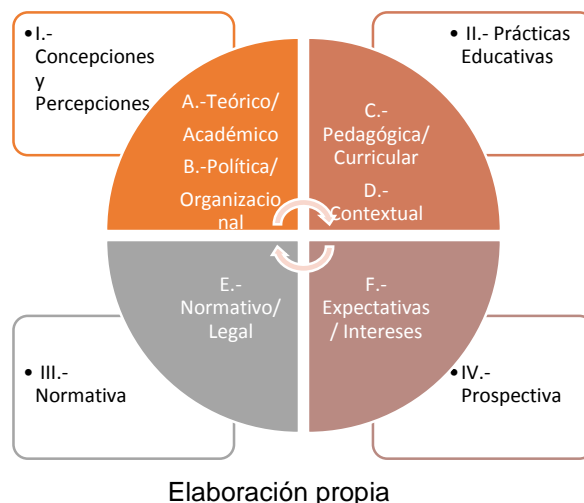 •I.-
Concepciones
y
Percepciones
• II.- Prácticas
Educativas
A.-Teórico/
Académico
B.-Política/
Organizacio
nal
C.-
Pedagógica/
Curricular
D.-
Contextual
E.-
Normativo/
Legal
F.-
Expectativas
/ Intereses
• III.-
Normativa
•IV.-
Prospectiva
Elaboración propia